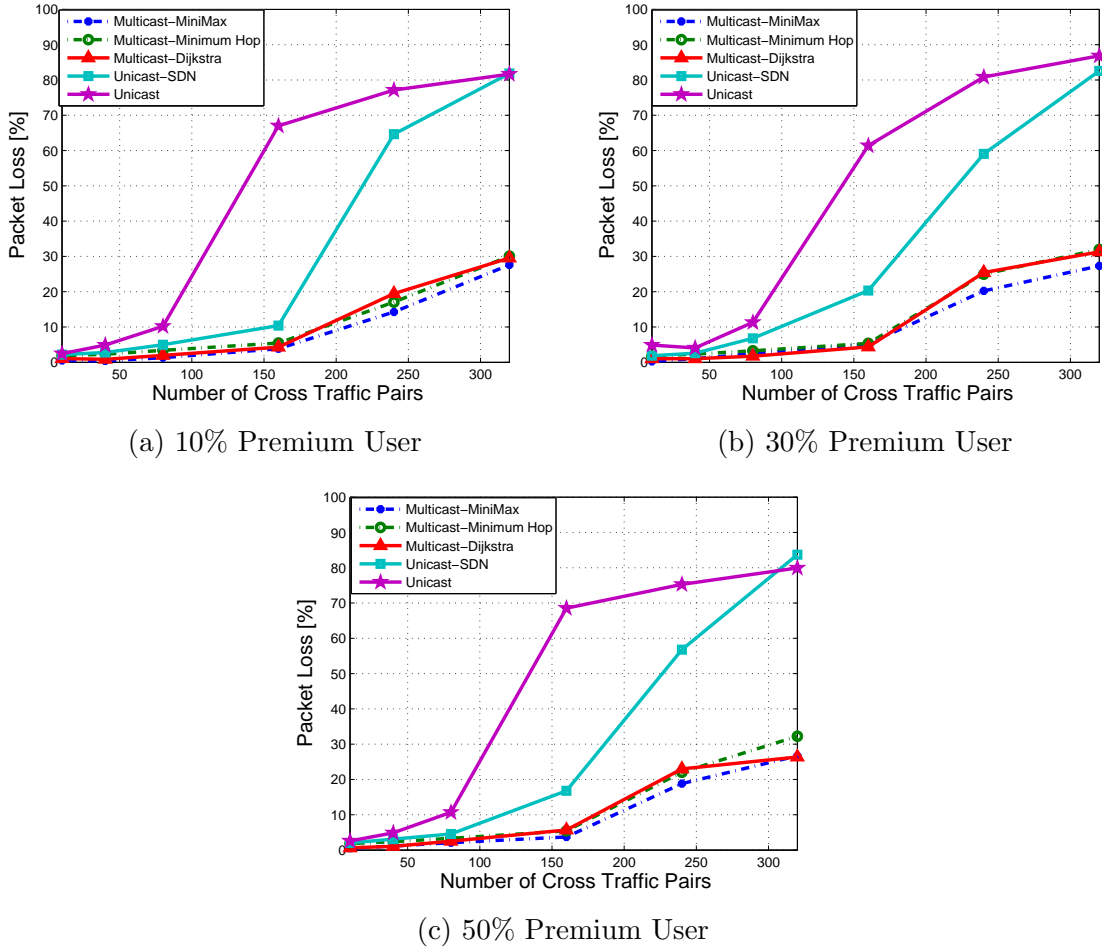 100
90
80
70
60
50
40
30
20
10
0
Packet Loss [%]
Multicast−MiniMax
Multicast−Minimum Hop
Multicast−Dijkstra
Unicast−SDN
Unicast
50 100 150 200 250 300
Number of Cross Traffic Pairs
(a) 10% Premium User
100
90
80
70
60
50
40
30
20
10
0
Packet Loss [%]
Multicast−MiniMax
Multicast−Minimum Hop
Multicast−Dijkstra
Unicast−SDN
Unicast
50 100 150 200 250 300
Number of Cross Traffic Pairs
(b) 30% Premium User
100
90
80
70
60
50
40
30
20
10
0
Packet Loss [%]
Multicast−MiniMax
Multicast−Minimum Hop
Multicast−Dijkstra
Unicast−SDN
Unicast
50 100 150 200 250 300
Number of Cross Traffic Pairs
(c) 50% Premium User